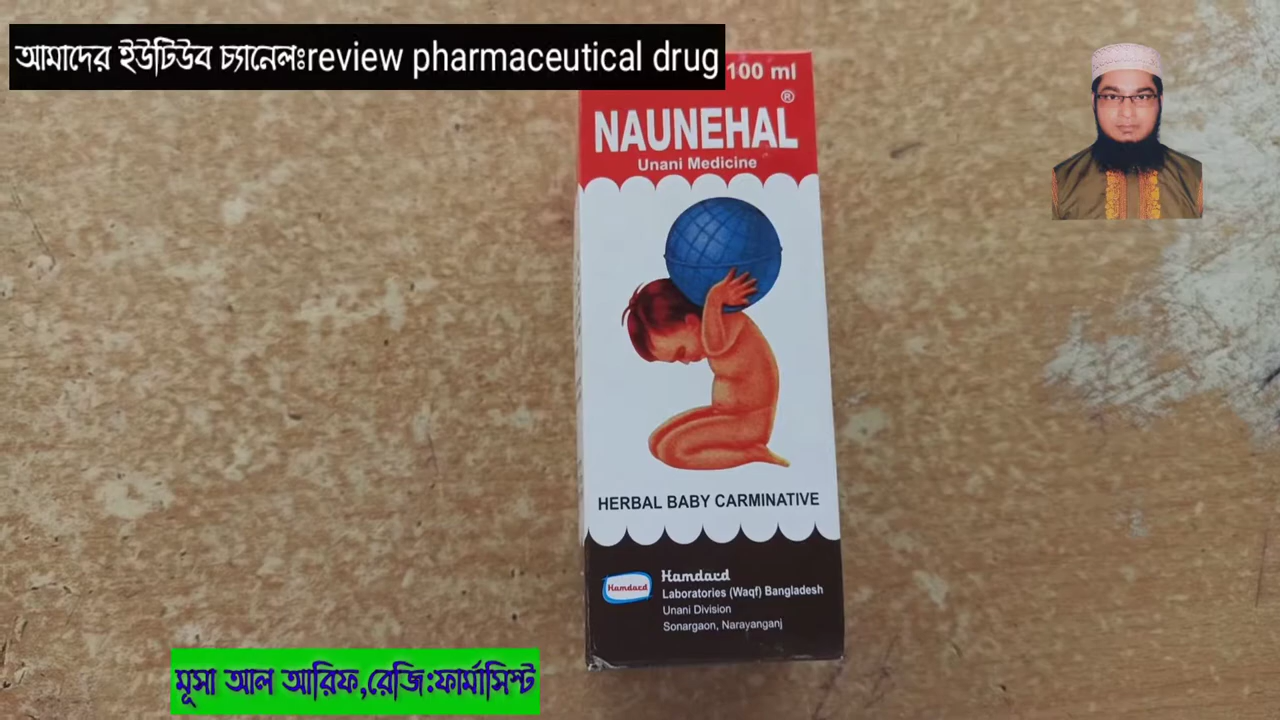 আমাদের ইউটিউব চ্যানেলঃreview pharmaceutical drug
100 ml
NAUNEHAL®
Unani Medicine
HERBAL BABY CARMINATIVE
Hamdard
Hamdard
Laboratories (Waqf) Bangladesh
Unani Division
Sonargaon, Narayanganj
মূসা আল আরিফ,রেজি:ফার্মাসিস্ট